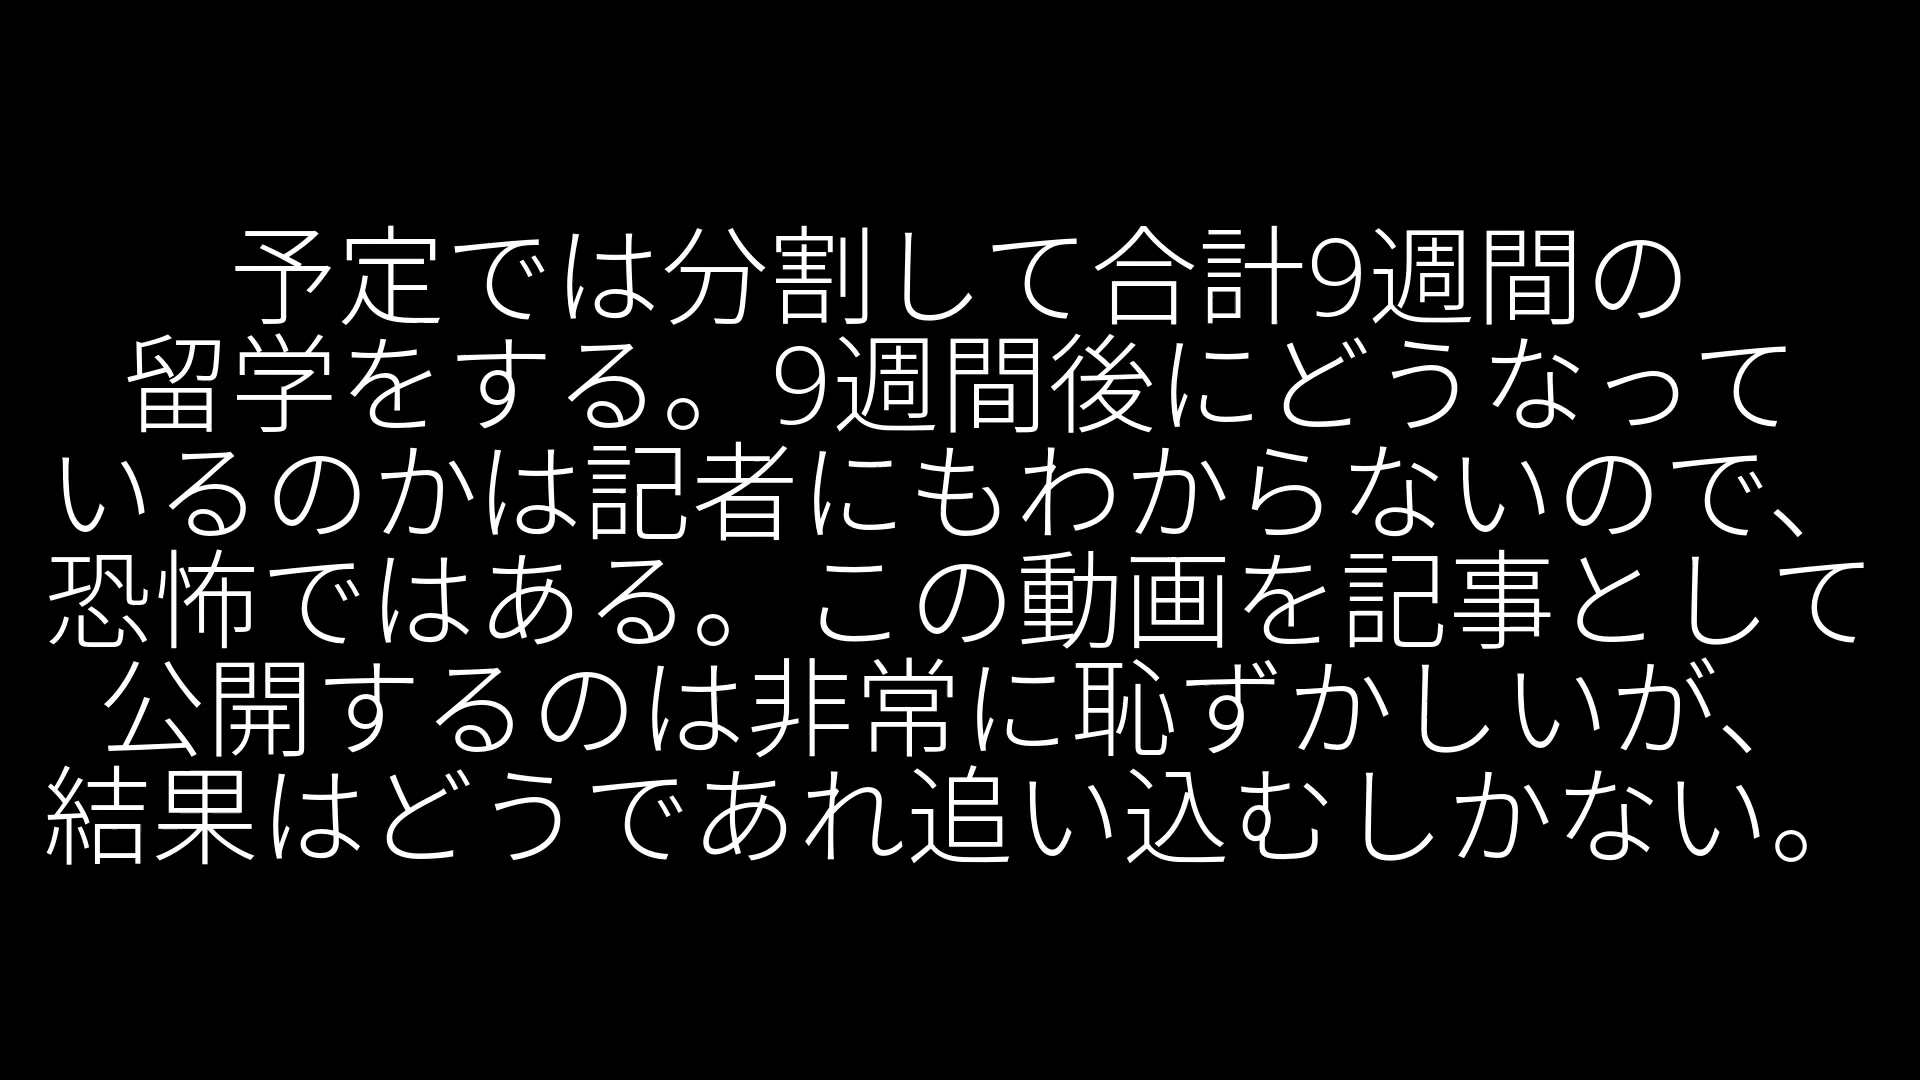 予定では分割して合計9週間の
留学をする。9週間後にどうなって
いるのかは記者にもわからないので、
恐怖ではある。この動画を記事として
公開するのは非常に恥ずかしいが、
結果はどうであれ追い込むしかない。